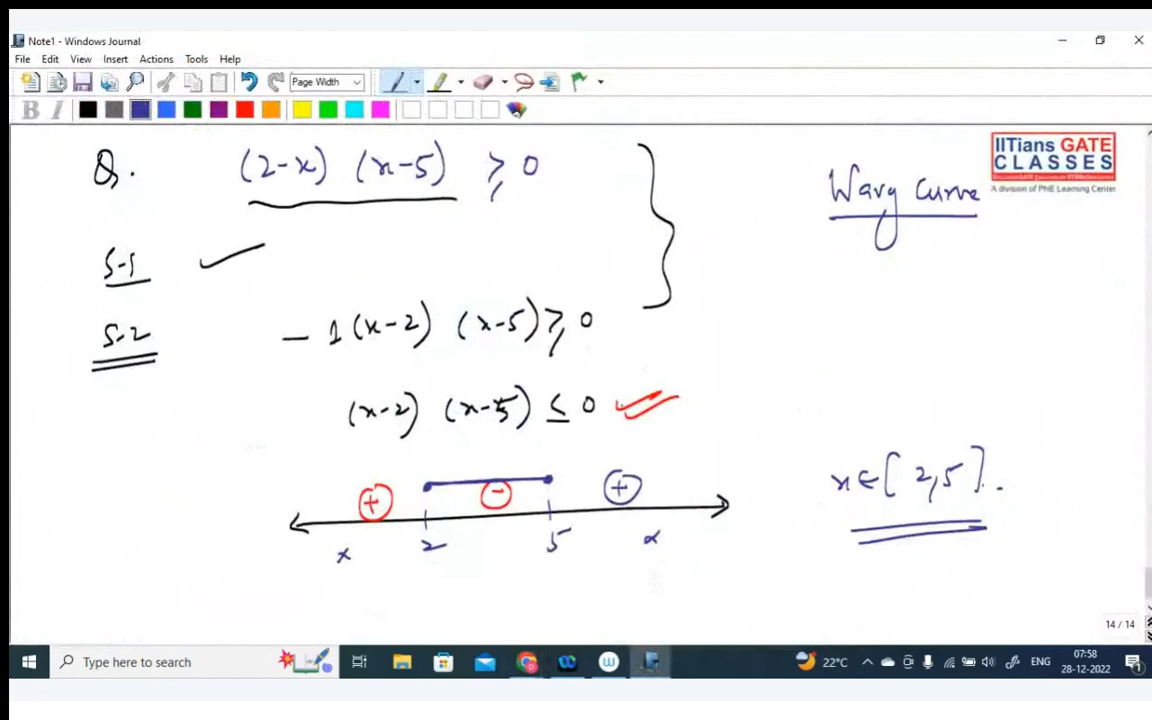 Note1 - Windows Journal
File Edit View Insert Actions Tools Help
Page Width
B I
Q. (2-x) (x-5) ≥ 0
IITians GATE
CLASSES
A division of PhIE Learning Center
Wavy Curve
S-1 ✓
S-2 - 1(x-2) (x-5) ≥ 0
(x-2) (x-5) ≤ 0 ✓
+ - +
x 2 5 x
x ∈ [2,5].
14 / 14
Type here to search
22°C ENG 07:58
28-12-2022
1